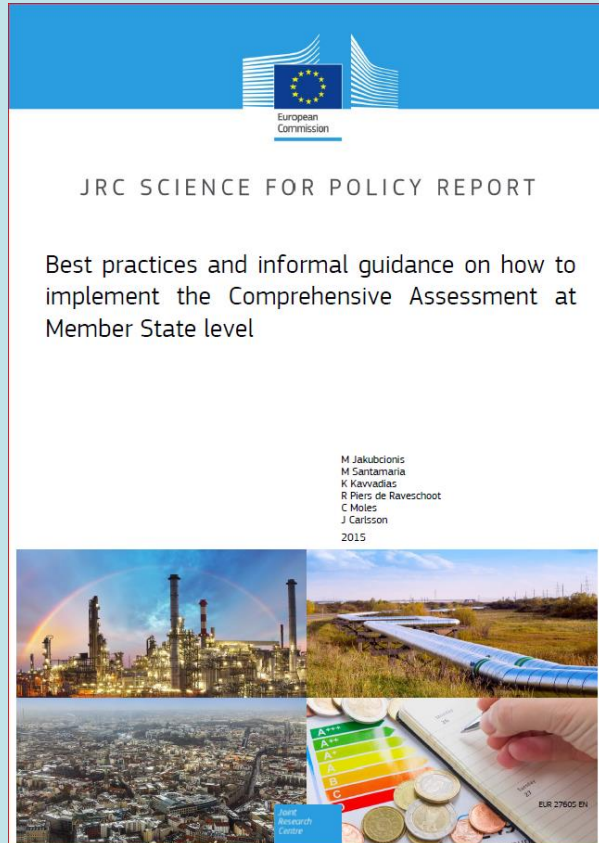 European
Commission
JRC SCIENCE FOR POLICY REPORT
Best practices and informal guidance on how to
implement the Comprehensive Assessment at
Member State level
M Jakubcionis
M Santamaria
K Kavvadias
R Piers de Raveschoot
C Moles
J Carlsson
2015
A+++
A++
A+
A
B
C
Sunday
27
EUR 27605 EN
Joint
Research
Centre